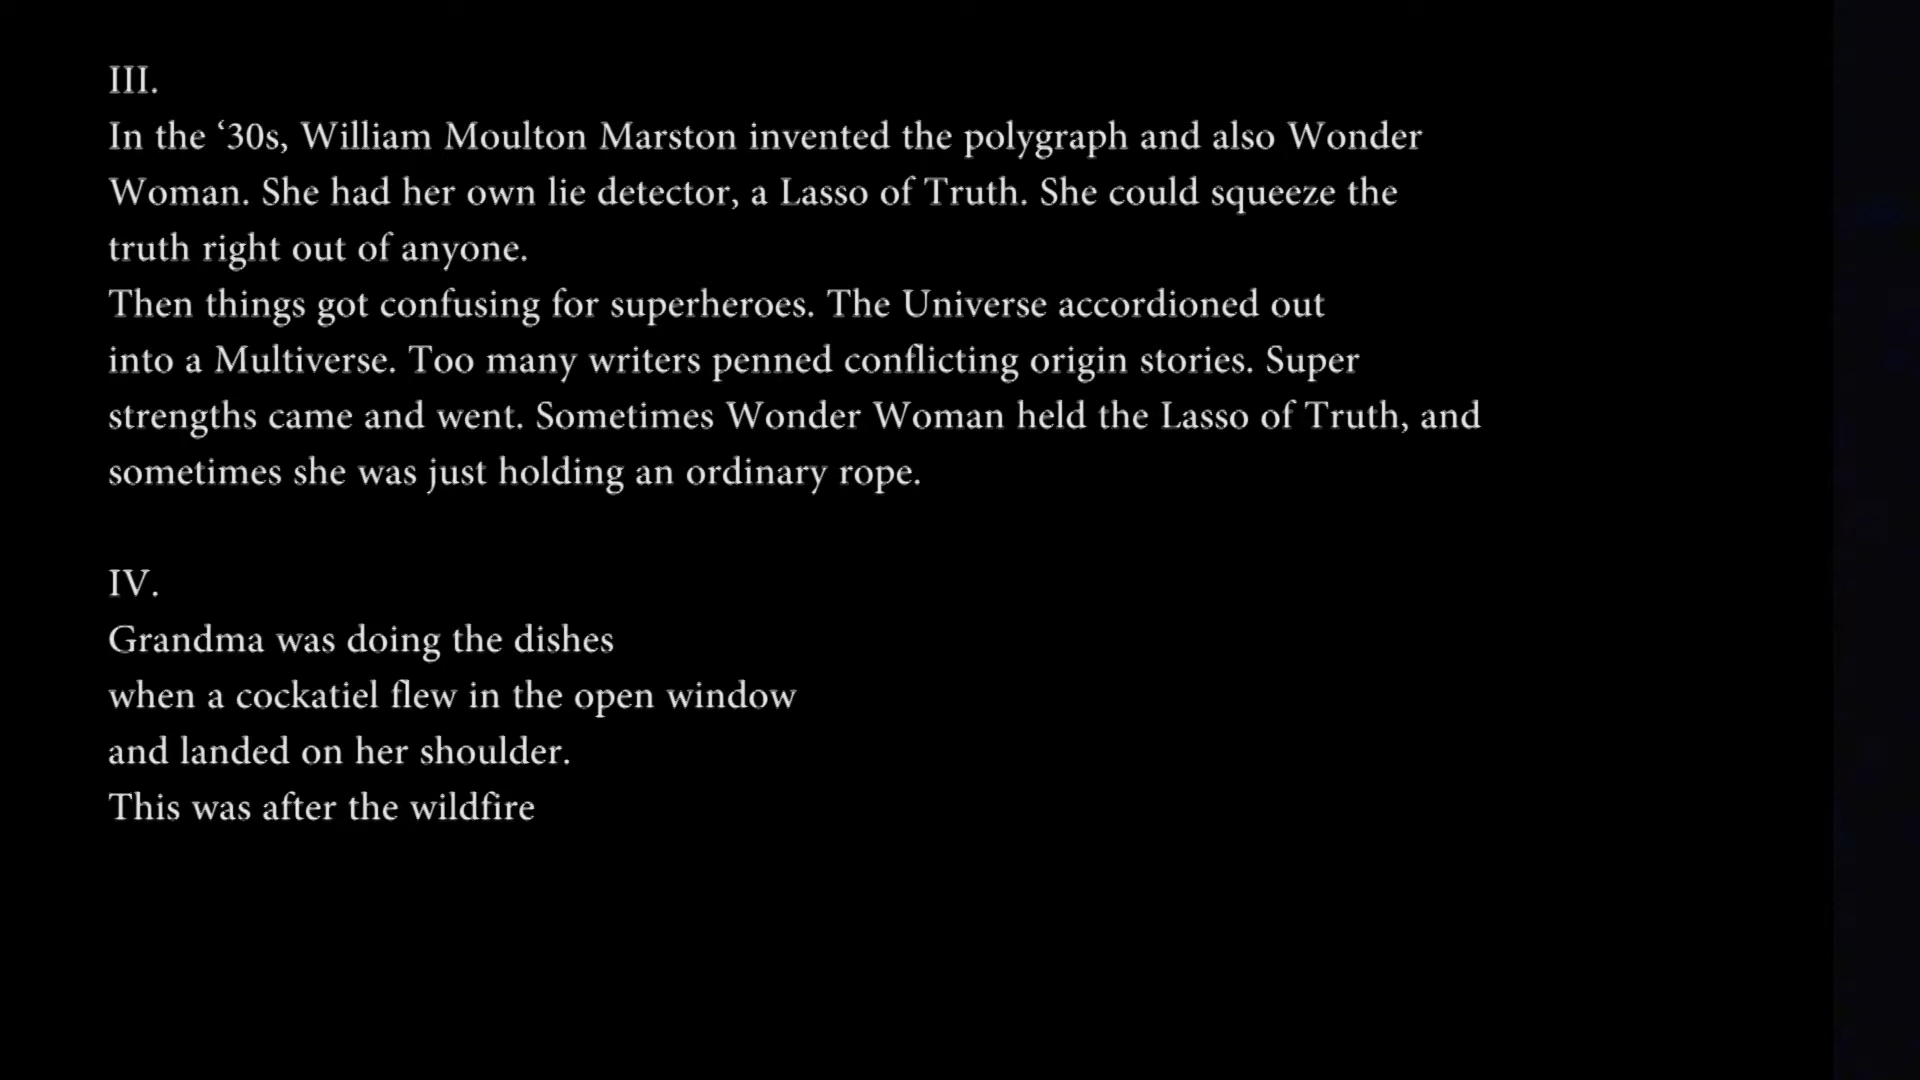 III.
In the ‘30s, William Moulton Marston invented the polygraph and also Wonder
Woman. She had her own lie detector, a Lasso of Truth. She could squeeze the
truth right out of anyone.
Then things got confusing for superheroes. The Universe accordioned out
into a Multiverse. Too many writers penned conflicting origin stories. Super
strengths came and went. Sometimes Wonder Woman held the Lasso of Truth, and
sometimes she was just holding an ordinary rope.
IV.
Grandma was doing the dishes
when a cockatiel flew in the open window
and landed on her shoulder.
This was after the wildfire